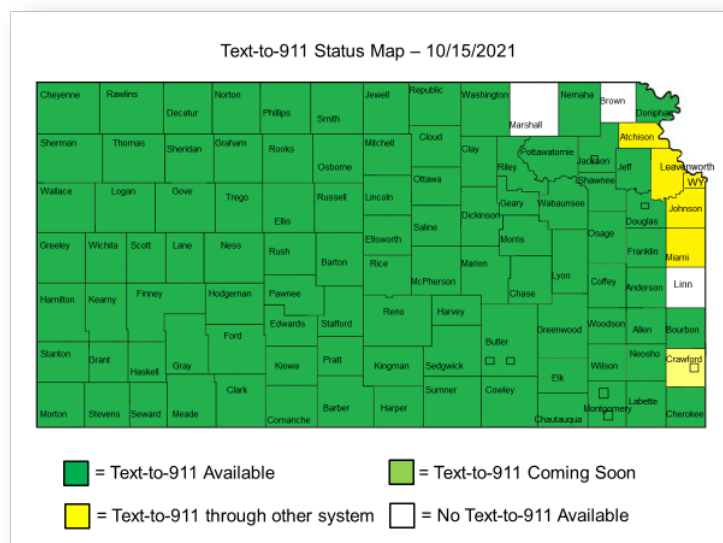 Text-to-911 Status Map – 10/15/2021
Cheyenne Rawlins Decatur Norton Phillips Smith Jewell Republic Washington Marshall Nemaha Brown Doniphan
Atchison
Sherman Thomas Sheridan Graham Rooks Osborne Mitchell Cloud Clay Riley Pottawatomie Jackson Jeff Leavenworth
Ottawa Shawnee WY
Wallace Logan Gove Trego Ellis Russell Lincoln Saline Dickinson Geary Wabaunsee Douglas Johnson
Greeley Wichita Scott Lane Ness Rush Barton Ellsworth Rice McPherson Marion Morris Osage Franklin Miami
Lyon Chase Coffey Anderson Linn
Hamilton Kearny Finney Hodgeman Pawnee Edwards Stafford Reno Harvey Butler Greenwood Woodson Allen Bourbon
Ford
Stanton Grant Haskell Gray Kiowa Pratt Kingman Sedgwick Elk Wilson Neosho Crawford
Morton Stevens Seward Meade Clark Comanche Barber Harper Sumner Cowley Chautauqua Montgomery Labette Cherokee
= Text-to-911 Available
= Text-to-911 Coming Soon
= Text-to-911 through other system
= No Text-to-911 Available